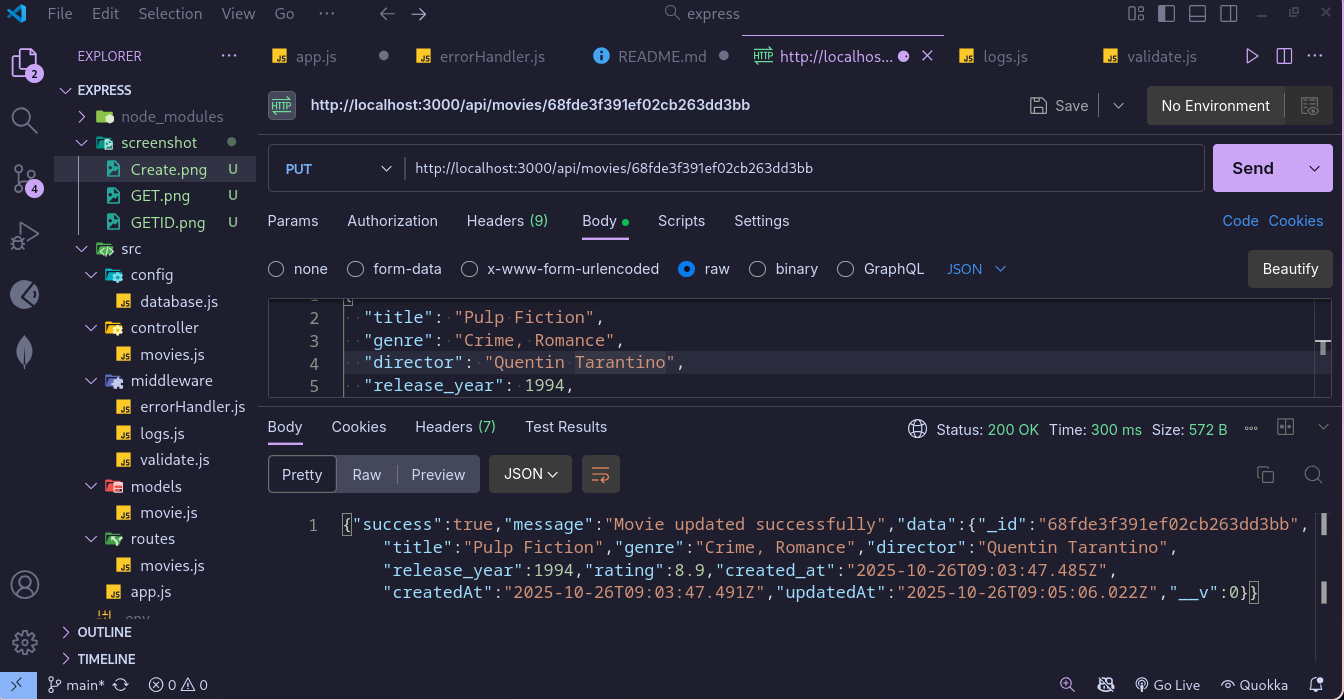 File Edit Selection View Go ··· express
EXPLORER ···
2
EXPRESS
node_modules
screenshot
Create.png U
GET.png U
GETID.png U
src
config
database.js
controller
movies.js
middleware
errorHandler.js
logs.js
validate.js
models
movie.js
routes
movies.js
app.js
.env
OUTLINE
TIMELINE
4
app.js errorHandler.js README.md HTTP http://localhos... logs.js validate.js ···
HTTP http://localhost:3000/api/movies/68fde3f391ef02cb263dd3bb Save No Environment
PUT http://localhost:3000/api/movies/68fde3f391ef02cb263dd3bb Send
Params Authorization Headers (9) Body Scripts Settings Code Cookies
none form-data x-www-form-urlencoded raw binary GraphQL JSON Beautify
1 {
2 "title": "Pulp Fiction",
3 "genre": "Crime, Romance",
4 "director": "Quentin Tarantino",
5 "release_year": 1994,
Body Cookies Headers (7) Test Results Status: 200 OK Time: 300 ms Size: 572 B
Pretty Raw Preview JSON
1 {"success":true,"message":"Movie updated successfully","data":{"_id":"68fde3f391ef02cb263dd3bb",
"title":"Pulp Fiction","genre":"Crime, Romance","director":"Quentin Tarantino",
"release_year":1994,"rating":8.9,"created_at":"2025-10-26T09:03:47.485Z",
"createdAt":"2025-10-26T09:03:47.491Z","updatedAt":"2025-10-26T09:05:06.022Z","__v":0}}
main* 0 0 Go Live Quokka